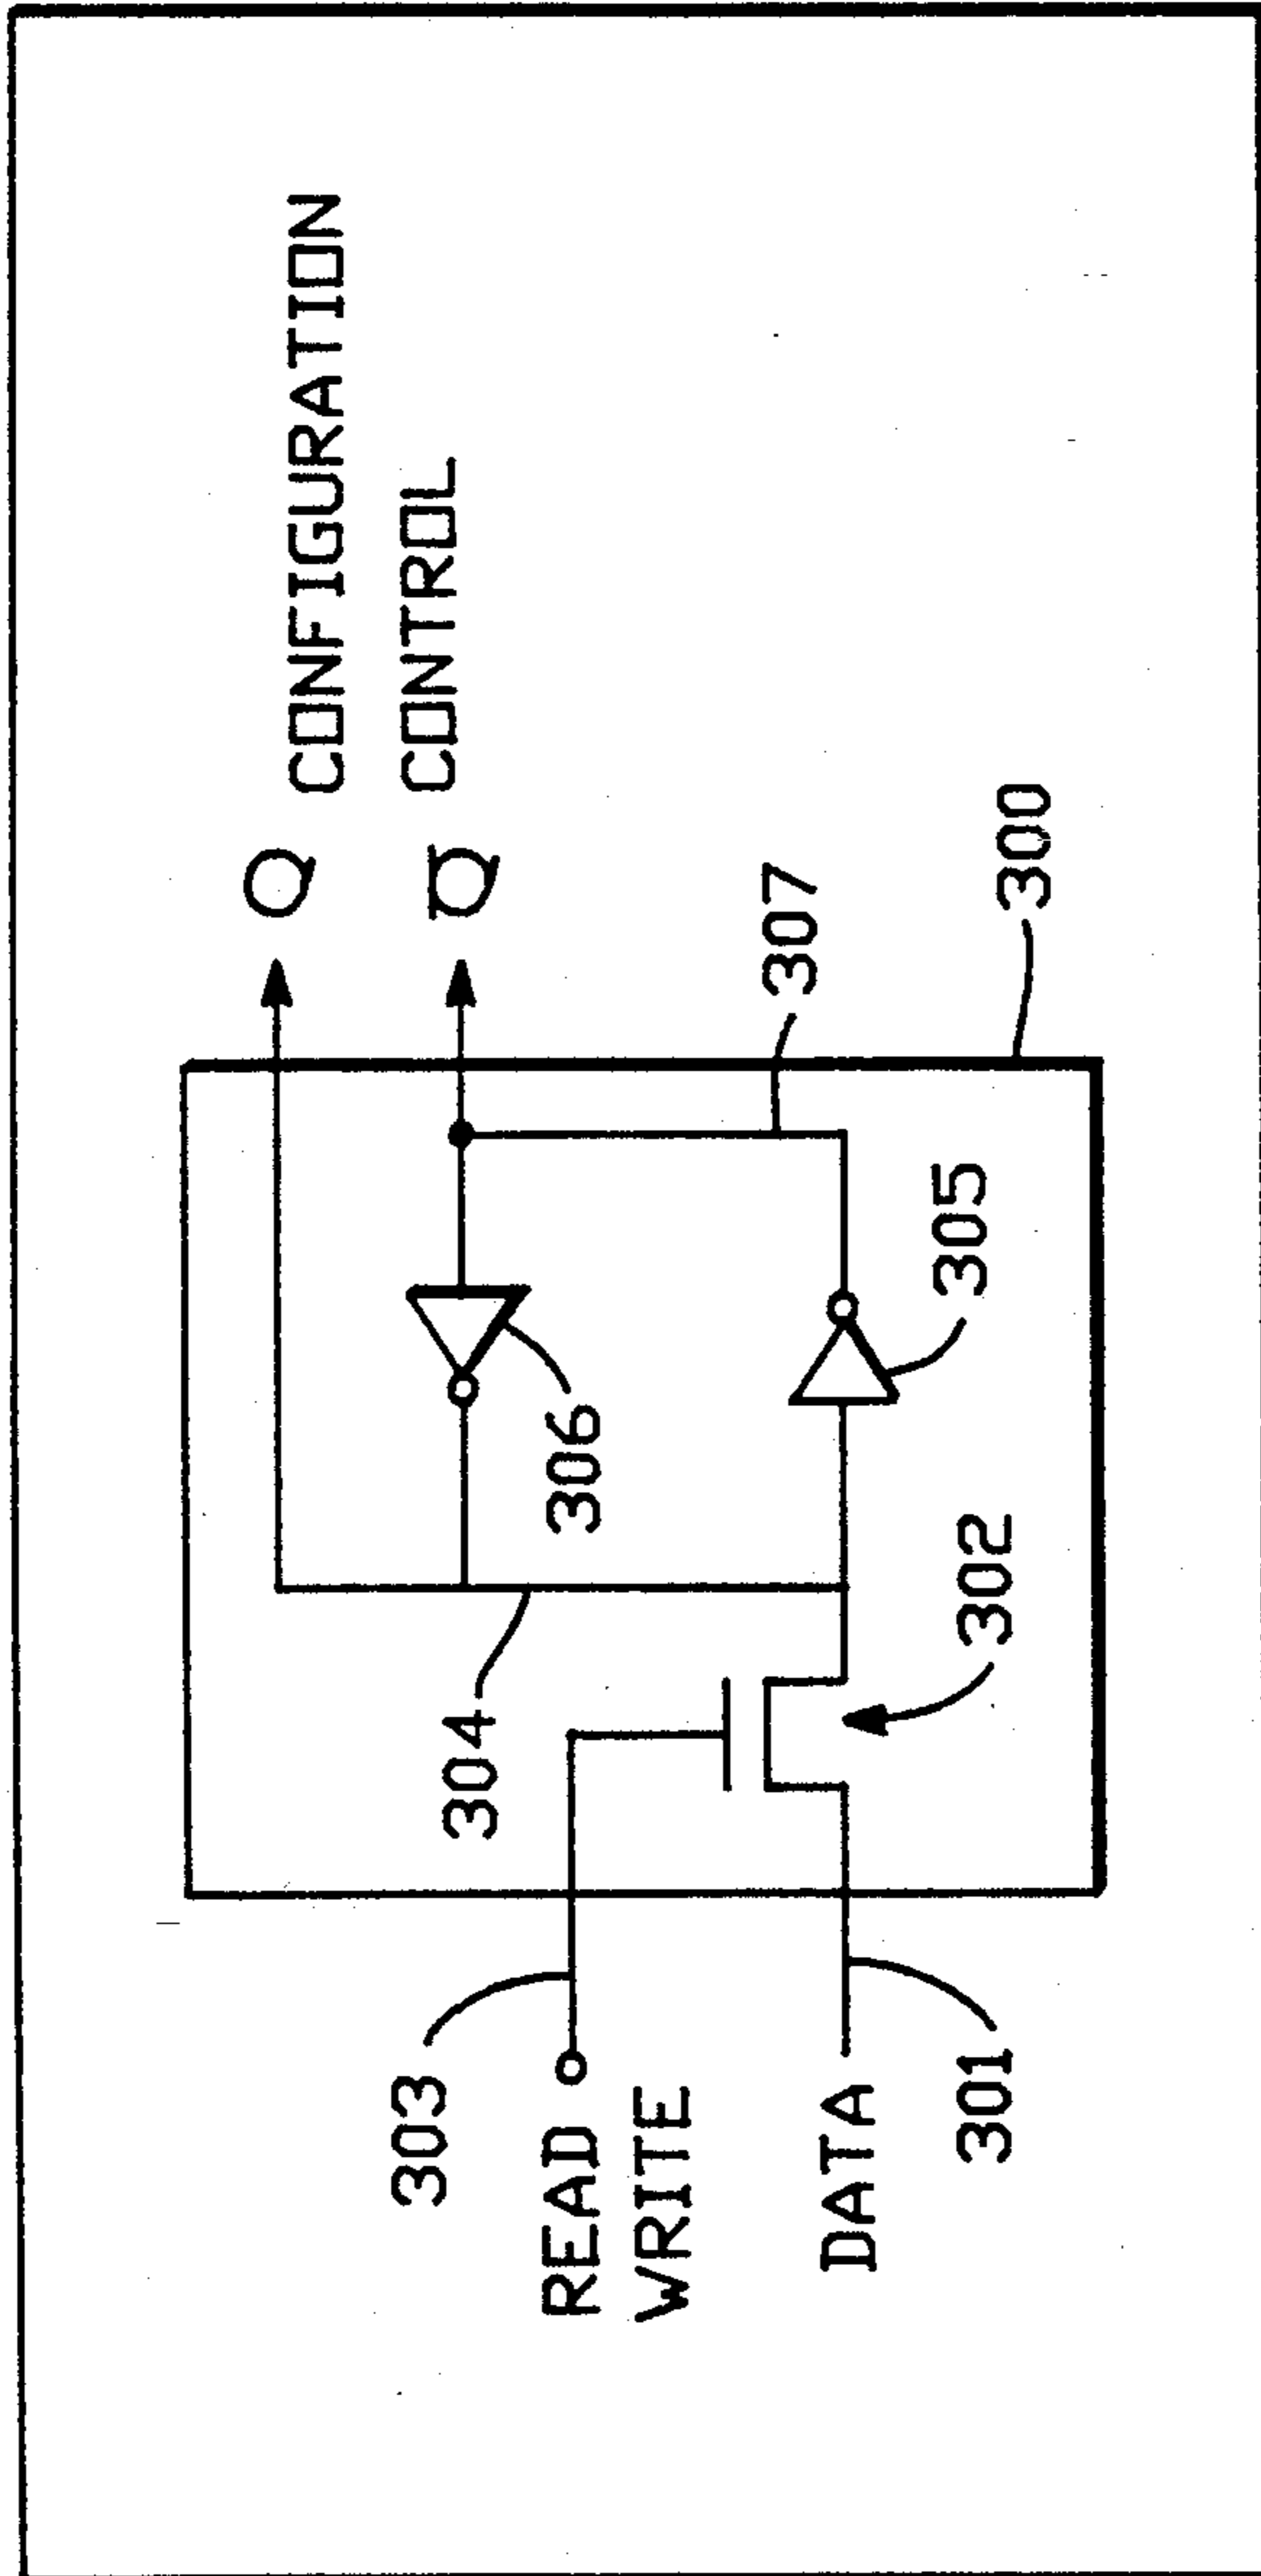 Q CONFIGURATION
Q̅ CONTROL
307
300
306
305
304
302
303
READ
WRITE
DATA
301